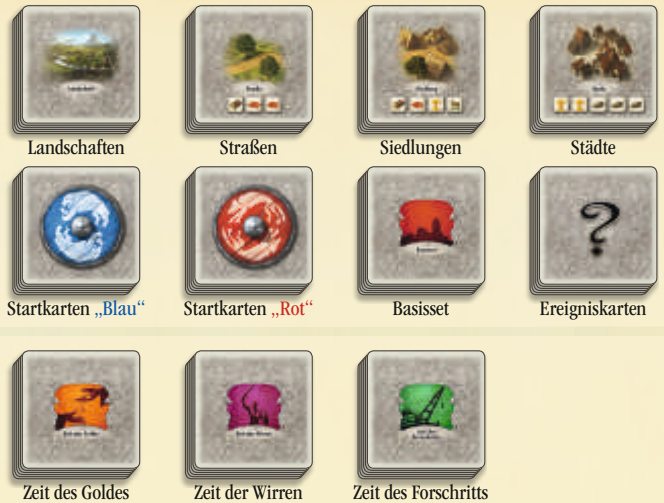 Landschaften
Straßen
Siedlungen
Städte
Startkarten „Blau“
Startkarten „Rot“
Basisset
Ereigniskarten
?
Zeit des Goldes
Zeit der Wirren
Zeit des Forschritts